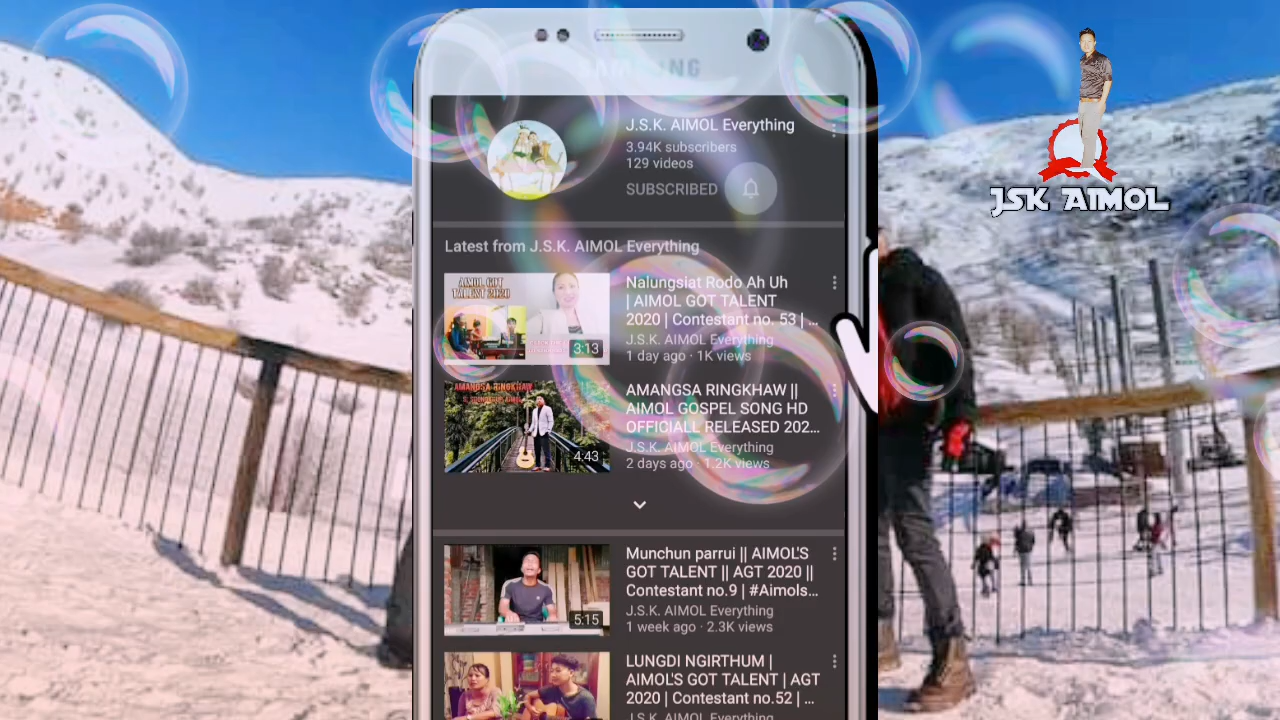 SAMSUNG
J.S.K. AIMOL Everything
3.94K subscribers
129 videos
SUBSCRIBED
JSK AIMOL
Latest from J.S.K. AIMOL Everything
AIMOL GOT
TALENT 2020
3:13
Nalungsiat Rodo Ah Uh
| AIMOL GOT TALENT
2020 | Contestant no. 53 | ...
J.S.K. AIMOL Everything
1 day ago · 1K views
AMANGSA RINGKHAW
4:43
AMANGSA RINGKHAW ||
AIMOL GOSPEL SONG HD
OFFICIALL RELEASED 202...
J.S.K. AIMOL Everything
2 days ago · 1.2K views
5:15
Munchun parrui || AIMOL'S
GOT TALENT || AGT 2020 ||
Contestant no.9 | #Aimols...
J.S.K. AIMOL Everything
1 week ago · 2.3K views
LUNGDI NGIRTHUM |
AIMOL'S GOT TALENT | AGT
2020 | Contestant no.52 | ...
J.S.K. AIMOL Everything